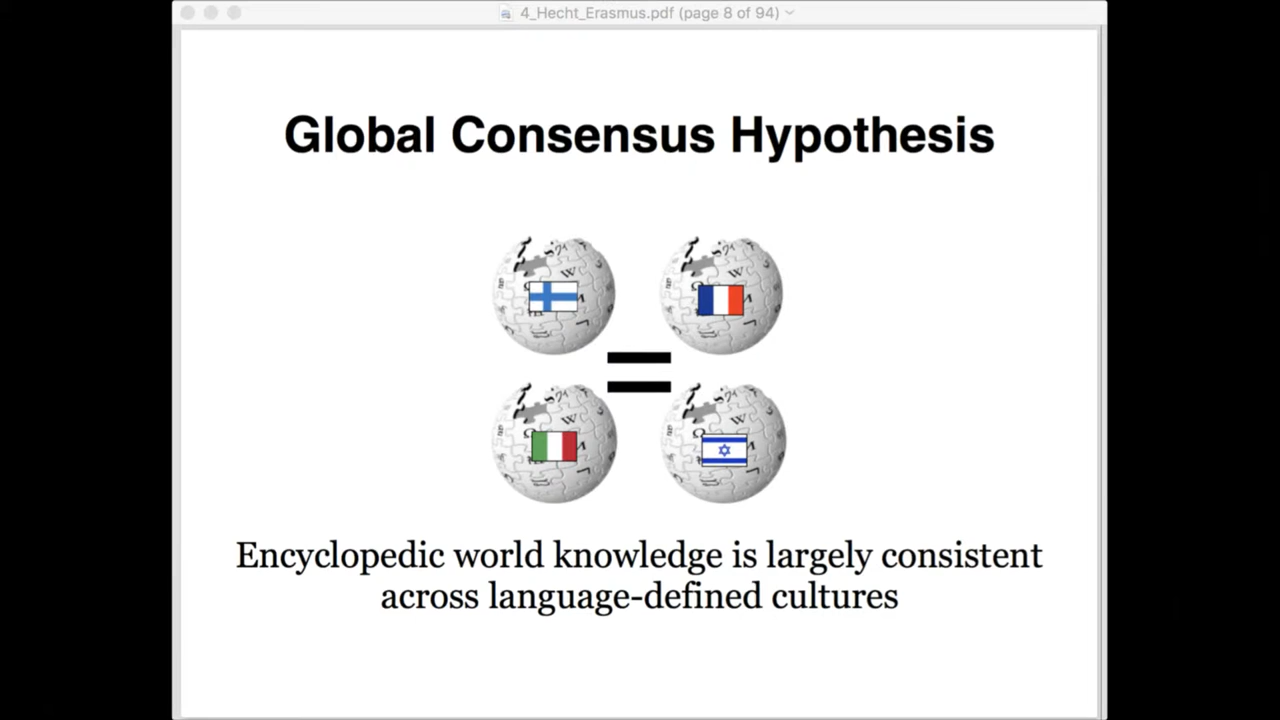 4_Hecht_Erasmus.pdf (page 8 of 94)
Global Consensus Hypothesis
Encyclopedic world knowledge is largely consistent
across language-defined cultures